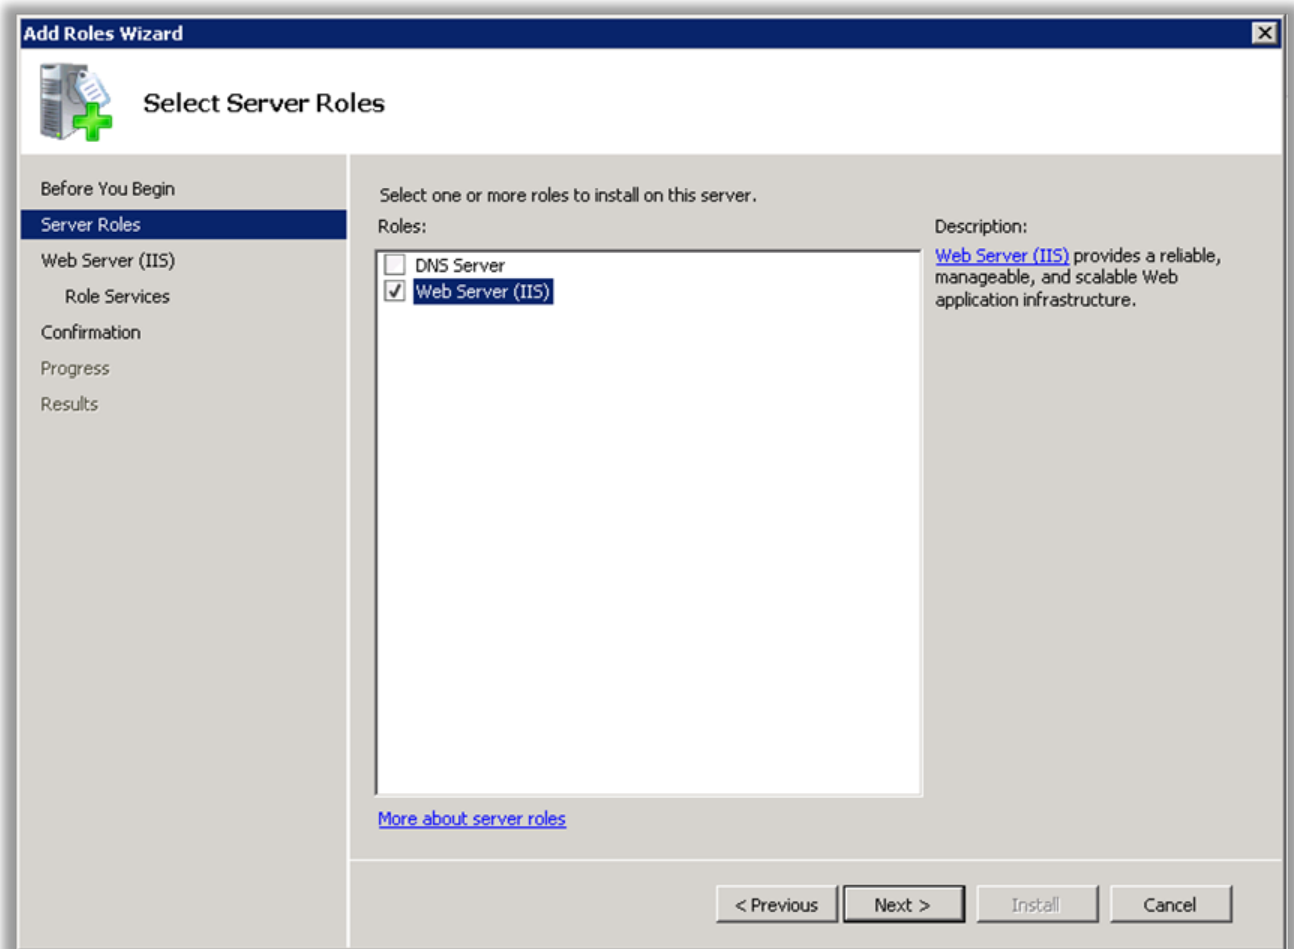 Add Roles Wizard
Select Server Roles
Before You Begin
Server Roles
Web Server (IIS)
Role Services
Confirmation
Progress
Results
Select one or more roles to install on this server.
Roles:
DNS Server
Web Server (IIS)
More about server roles
Description:
Web Server (IIS) provides a reliable,
manageable, and scalable Web
application infrastructure.
< Previous
Next >
Install
Cancel